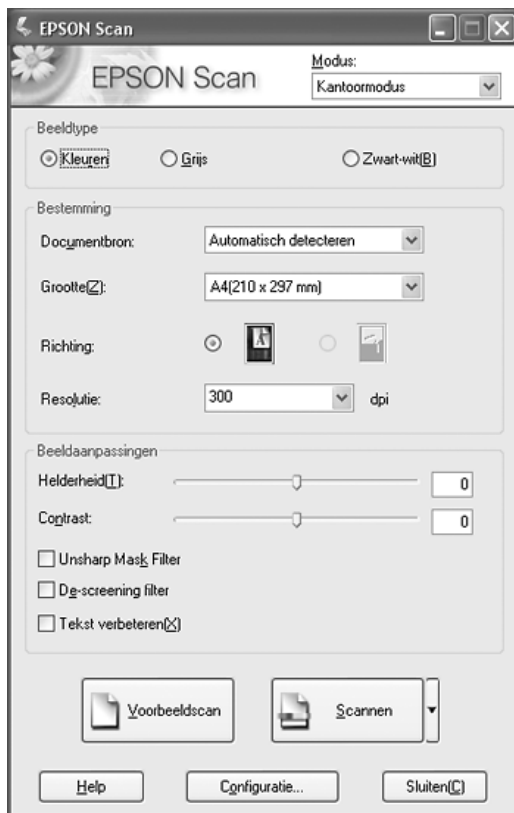 EPSON Scan
EPSON Scan
Modus:
Kantoormodus
Beeldtype
Kleuren
Grijs
Zwart-wit(B)
Bestemming
Documentbron:
Automatisch detecteren
Grootte(Z):
A4(210 x 297 mm)
Richting:
Resolutie:
300
dpi
Beeldaanpassingen
Helderheid(T):
0
Contrast:
0
Unsharp Mask Filter
De-screening filter
Tekst verbeteren(X)
Voorbeeldscan
Scannen
Help
Configuratie...
Sluiten(C)